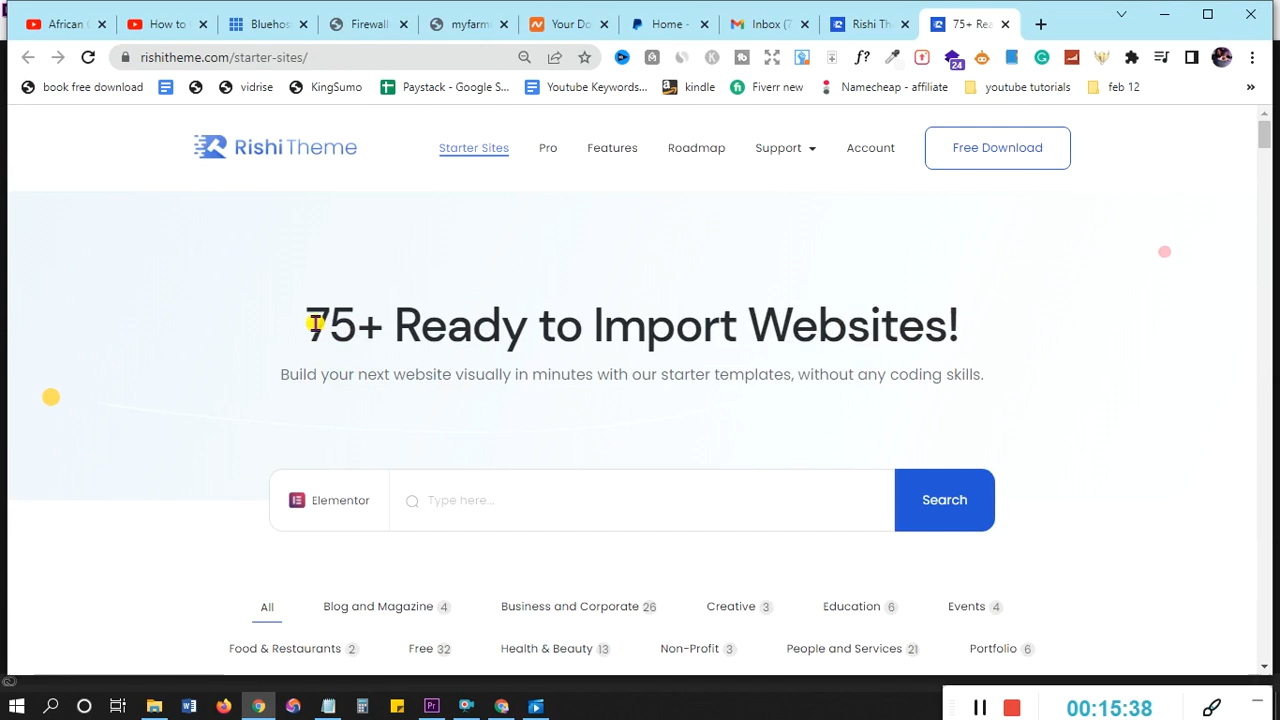 African C
How to
Bluehos
Firewall
myfarm
Your Do
Home -
Inbox (7
Rishi Th
75+ Rea
rishitheme.com/starter-sites/
f?
24
book free download
vidris
KingSumo
Paystack - Google S...
Youtube Keywords...
kindle
Fiverr new
Namecheap - affiliate
youtube tutorials
feb 12
»
Rishi Theme
Starter Sites
Pro
Features
Roadmap
Support
Account
Free Download
75+ Ready to Import Websites!
Build your next website visually in minutes with our starter templates, without any coding skills.
Elementor
Type here...
Search
All
Blog and Magazine 4
Business and Corporate 26
Creative 3
Education 6
Events 4
Food & Restaurants 2
Free 32
Health & Beauty 13
Non-Profit 3
People and Services 21
Portfolio 6
00:15:38